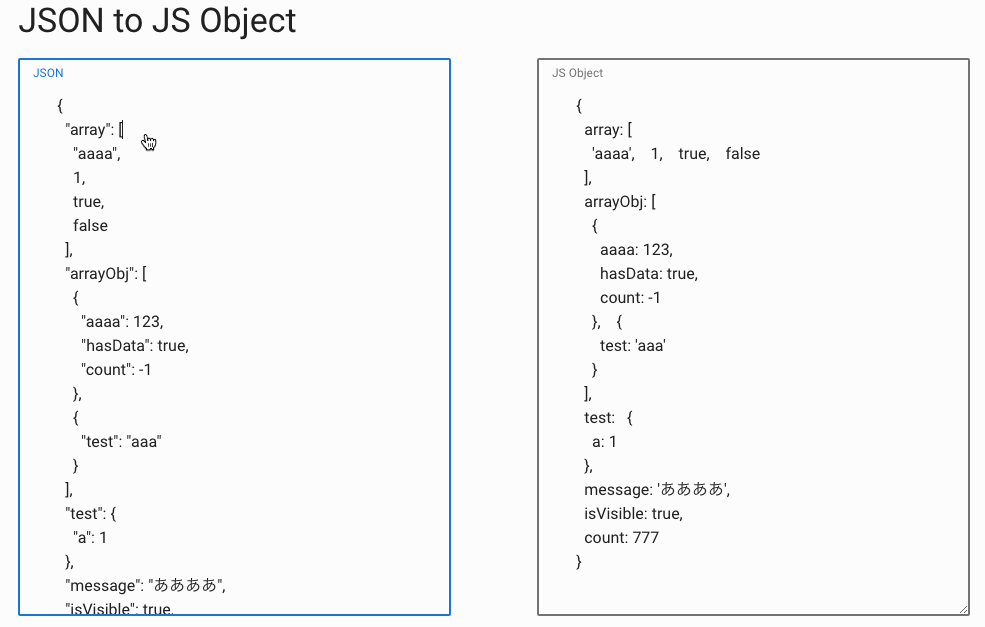 JSON to JS Object
JSON
{
"array": [
"aaaa",
1,
true,
false
],
"arrayObj": [
{
"aaaa": 123,
"hasData": true,
"count": -1
},
{
"test": "aaa"
}
],
"test": {
"a": 1
},
"message": "ああああ",
"isVisible": true,
JS Object
{
array: [
'aaaa',    1,    true,    false
],
arrayObj: [
{
aaaa: 123,
hasData: true,
count: -1
},    {
test: 'aaa'
}
],
test:   {
a: 1
},
message: 'ああああ',
isVisible: true,
count: 777
}